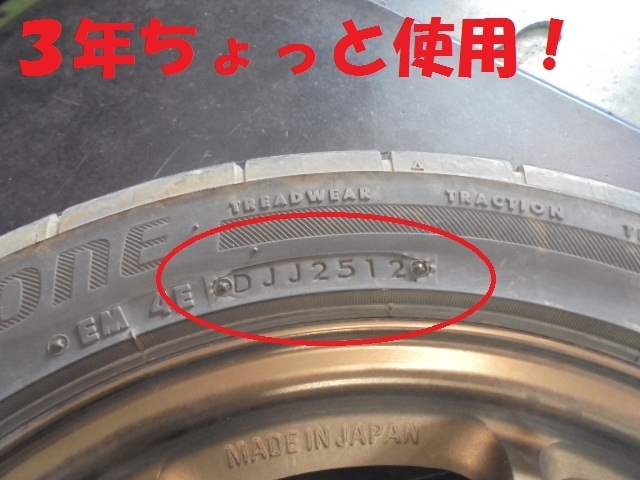 ３年ちょっと使用！
TREADWEAR TRACTION
ONE
EM 4E DJJ2512
MADE IN JAPAN